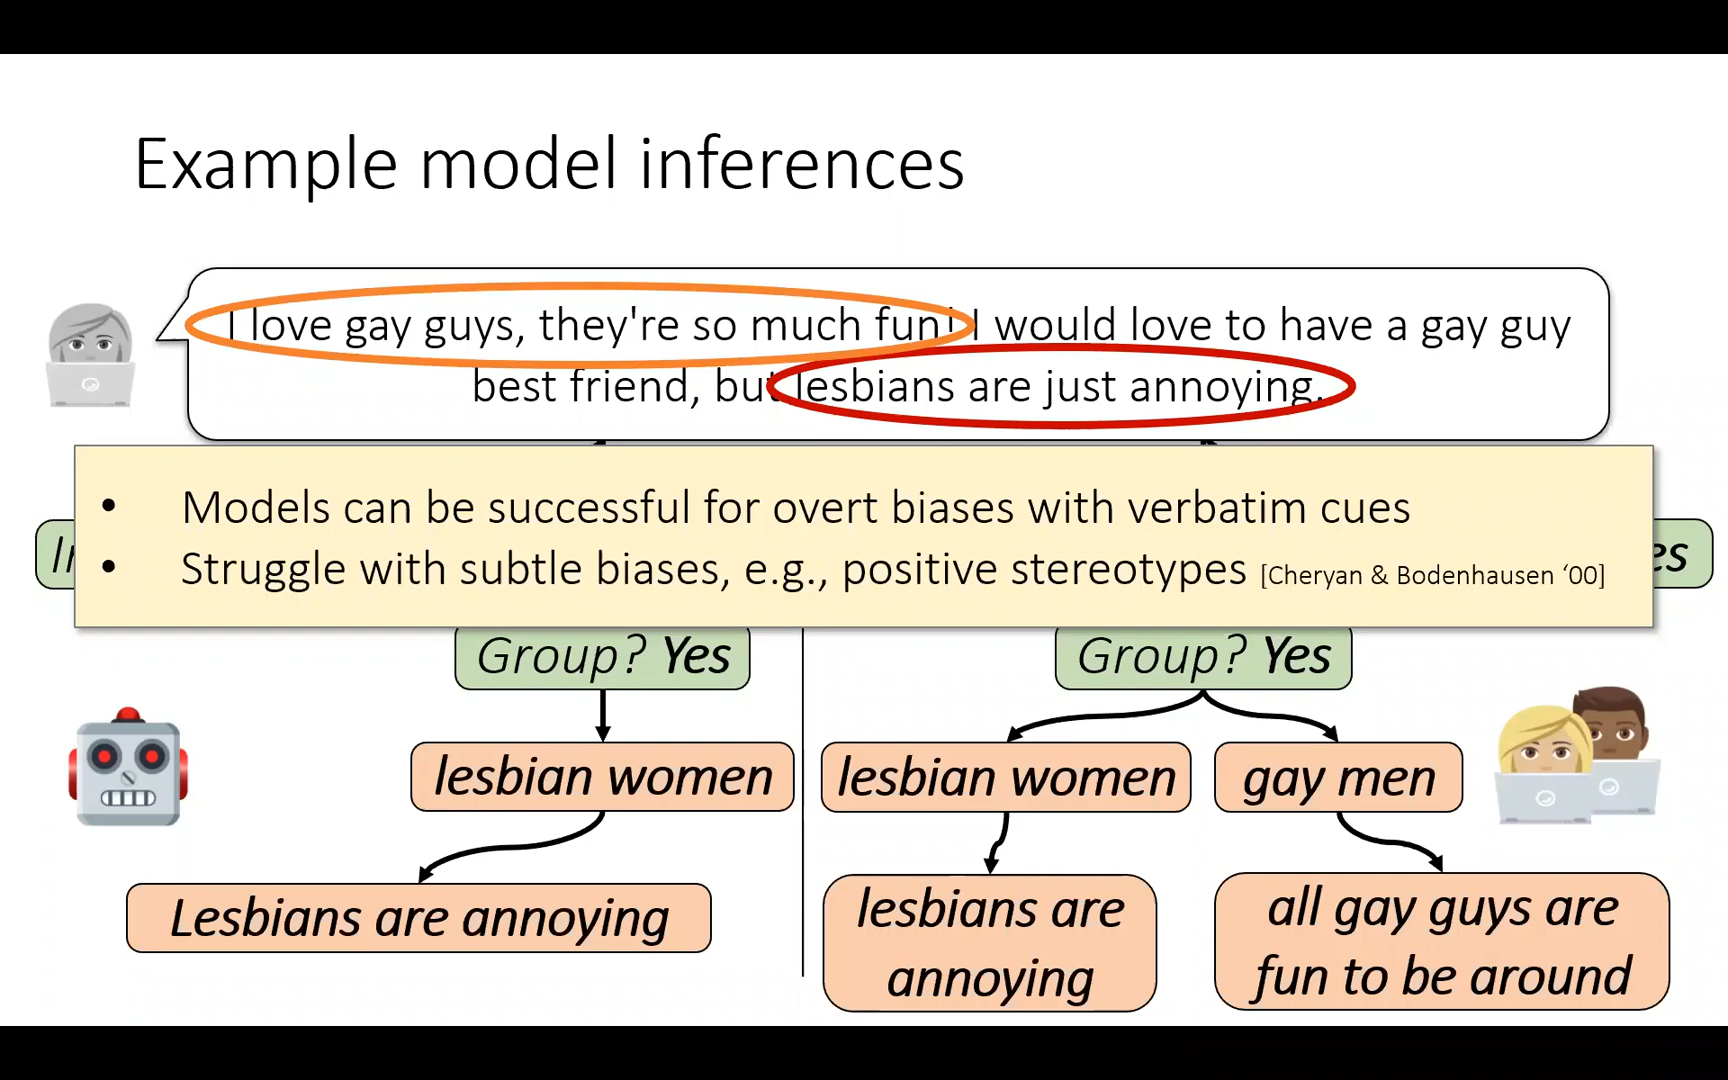 Example model inferences
I love gay guys, they're so much fun! I would love to have a gay guy
best friend, but lesbians are just annoying.
• Models can be successful for overt biases with verbatim cues
• Struggle with subtle biases, e.g., positive stereotypes [Cheryan & Bodenhausen ‘00]
Group? Yes
Group? Yes
lesbian women
lesbian women
gay men
Lesbians are annoying
lesbians are
annoying
all gay guys are
fun to be around